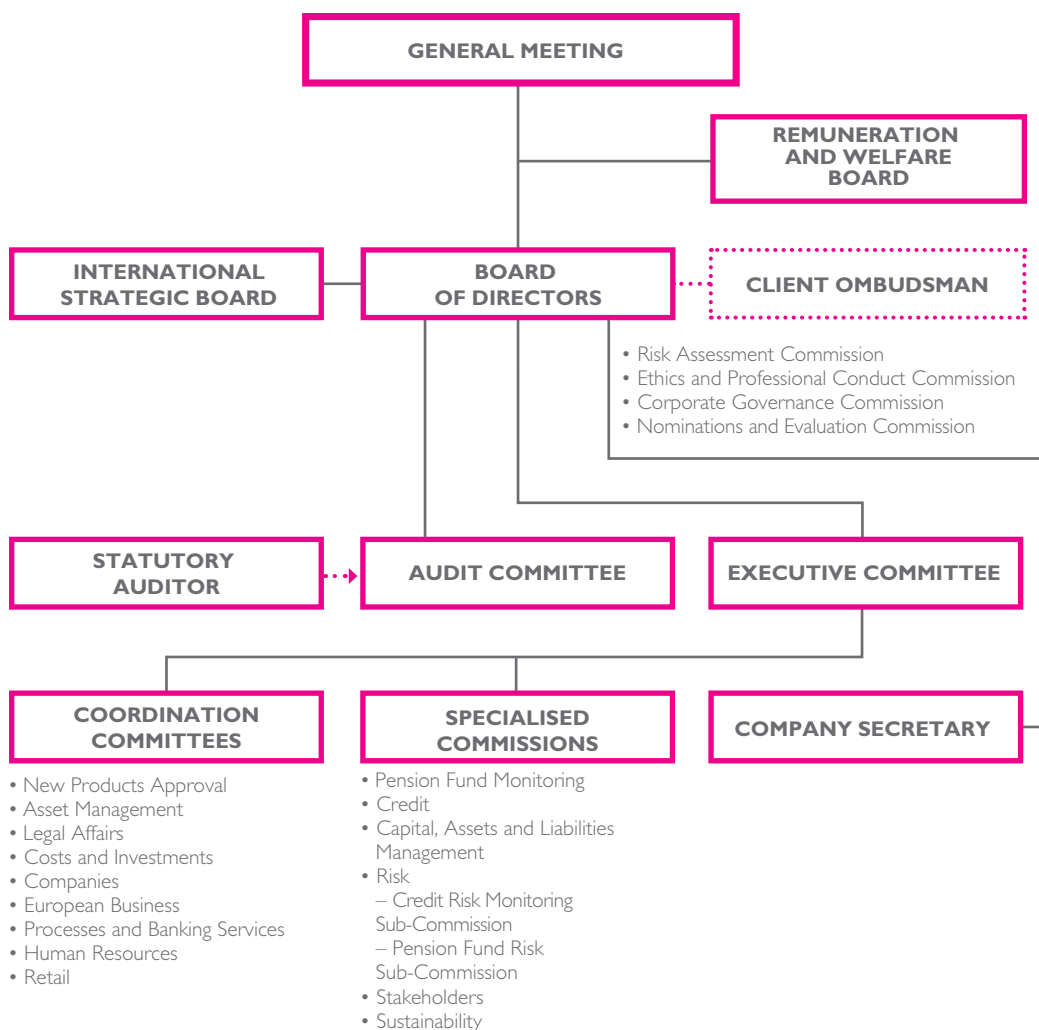 GENERAL MEETING
REMUNERATION
AND WELFARE
BOARD
INTERNATIONAL
STRATEGIC BOARD
BOARD
OF DIRECTORS
CLIENT OMBUDSMAN
• Risk Assessment Commission
• Ethics and Professional Conduct Commission
• Corporate Governance Commission
• Nominations and Evaluation Commission
STATUTORY
AUDITOR
AUDIT COMMITTEE
EXECUTIVE COMMITTEE
COORDINATION
COMMITTEES
SPECIALISED
COMMISSIONS
COMPANY SECRETARY
• New Products Approval
• Asset Management
• Legal Affairs
• Costs and Investments
• Companies
• European Business
• Processes and Banking Services
• Human Resources
• Retail
• Pension Fund Monitoring
• Credit
• Capital, Assets and Liabilities
Management
• Risk
– Credit Risk Monitoring
Sub-Commission
– Pension Fund Risk
Sub-Commission
• Stakeholders
• Sustainability